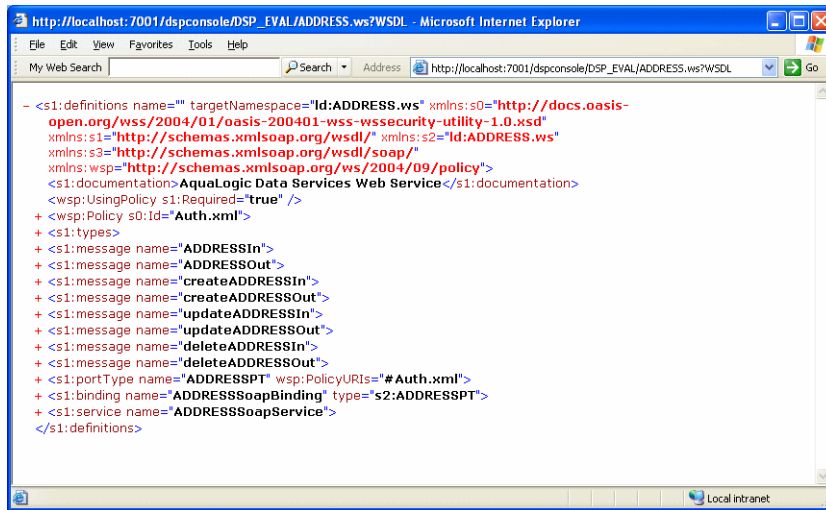 http://localhost:7001/dspconsole/DSP_EVAL/ADDRESS.ws?WSDL - Microsoft Internet Explorer
File Edit View Favorites Tools Help
My Web Search Search Address http://localhost:7001/dspconsole/DSP_EVAL/ADDRESS.ws?WSDL Go
- <s1:definitions name="" targetNamespace="ld:ADDRESS.ws" xmlns:s0="http://docs.oasis-
open.org/wss/2004/01/oasis-200401-wss-wssecurity-utility-1.0.xsd"
xmlns:s1="http://schemas.xmlsoap.org/wsdl/" xmlns:s2="ld:ADDRESS.ws"
xmlns:s3="http://schemas.xmlsoap.org/wsdl/soap/"
xmlns:wsp="http://schemas.xmlsoap.org/ws/2004/09/policy">
<s1:documentation>AquaLogic Data Services Web Service</s1:documentation>
<wsp:UsingPolicy s1:Required="true" />
+ <wsp:Policy s0:Id="Auth.xml">
+ <s1:types>
+ <s1:message name="ADDRESSIn">
+ <s1:message name="ADDRESSOut">
+ <s1:message name="createADDRESSIn">
+ <s1:message name="createADDRESSOut">
+ <s1:message name="updateADDRESSIn">
+ <s1:message name="updateADDRESSOut">
+ <s1:message name="deleteADDRESSIn">
+ <s1:message name="deleteADDRESSOut">
+ <s1:portType name="ADDRESSPT" wsp:PolicyURIs="#Auth.xml">
+ <s1:binding name="ADDRESSSoapBinding" type="s2:ADDRESSPT">
+ <s1:service name="ADDRESSSoapService">
</s1:definitions>
Local intranet